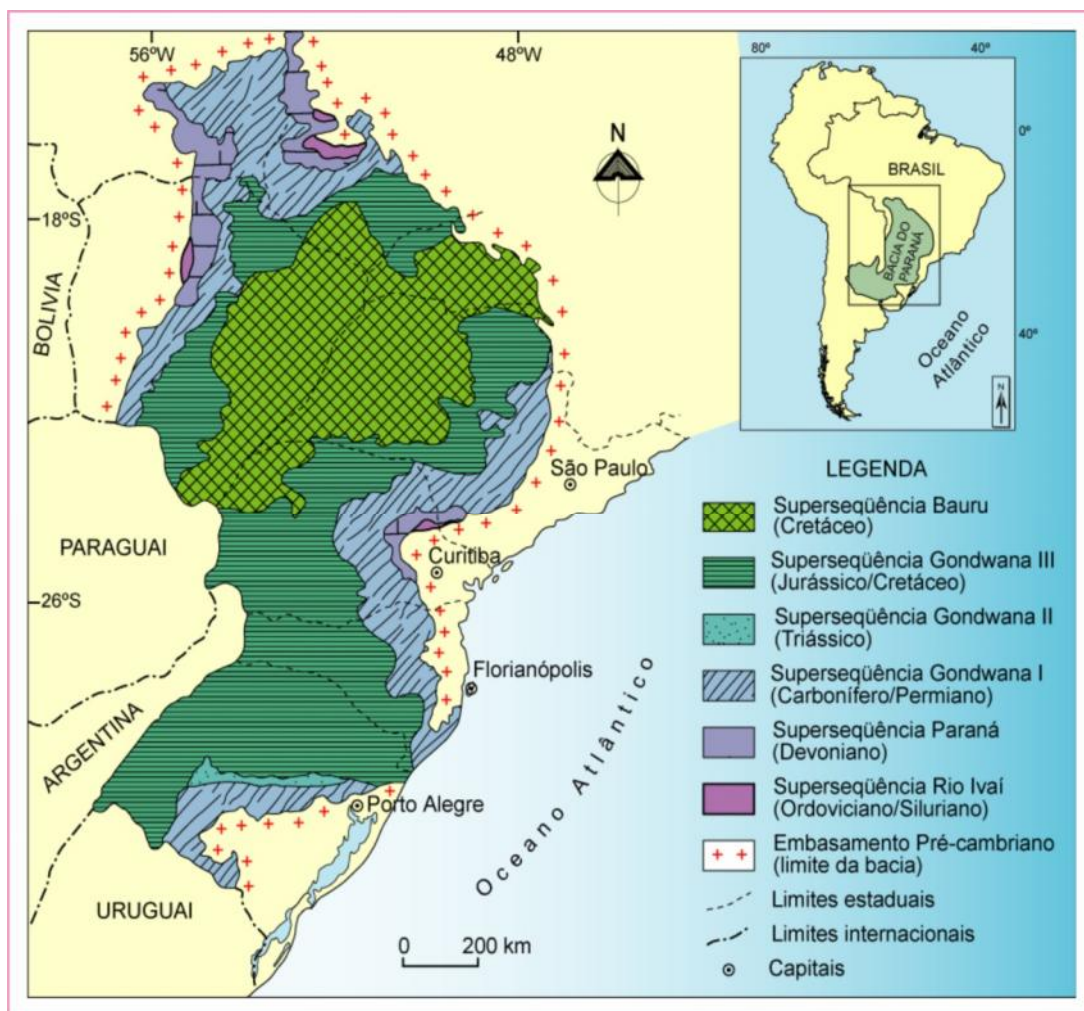 56ºW
48ºW
80º
40º
N
0º
BRASIL
18ºS
BACIA DO
PARANÁ
BOLIVIA
Oceano
Atlântico
40º
N
LEGENDA
São Paulo
Superseqüência Bauru
(Cretáceo)
PARAGUAI
Curitiba
Superseqüência Gondwana III
(Jurássico/Cretáceo)
26ºS
Superseqüência Gondwana II
(Triássico)
Florianópolis
Superseqüência Gondwana I
(Carbonífero/Permiano)
ARGENTINA
Oceano Atlântico
Superseqüência Paraná
(Devoniano)
Superseqüência Rio Ivaí
(Ordoviciano/Siluriano)
Porto Alegre
Embasamento Pré-cambriano
(limite da bacia)
URUGUAI
Limites estaduais
0 200 km
Limites internacionais
Capitais